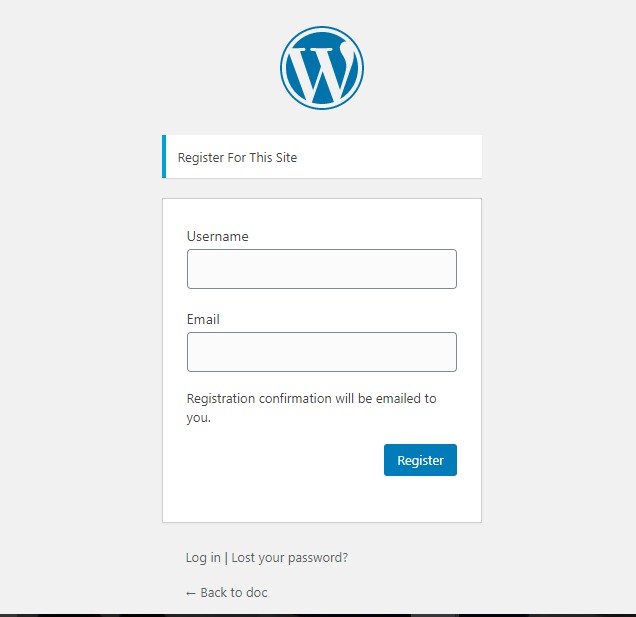 Register For This Site
Username
Email
Registration confirmation will be emailed to
you.
Register
Log in | Lost your password?
← Back to doc